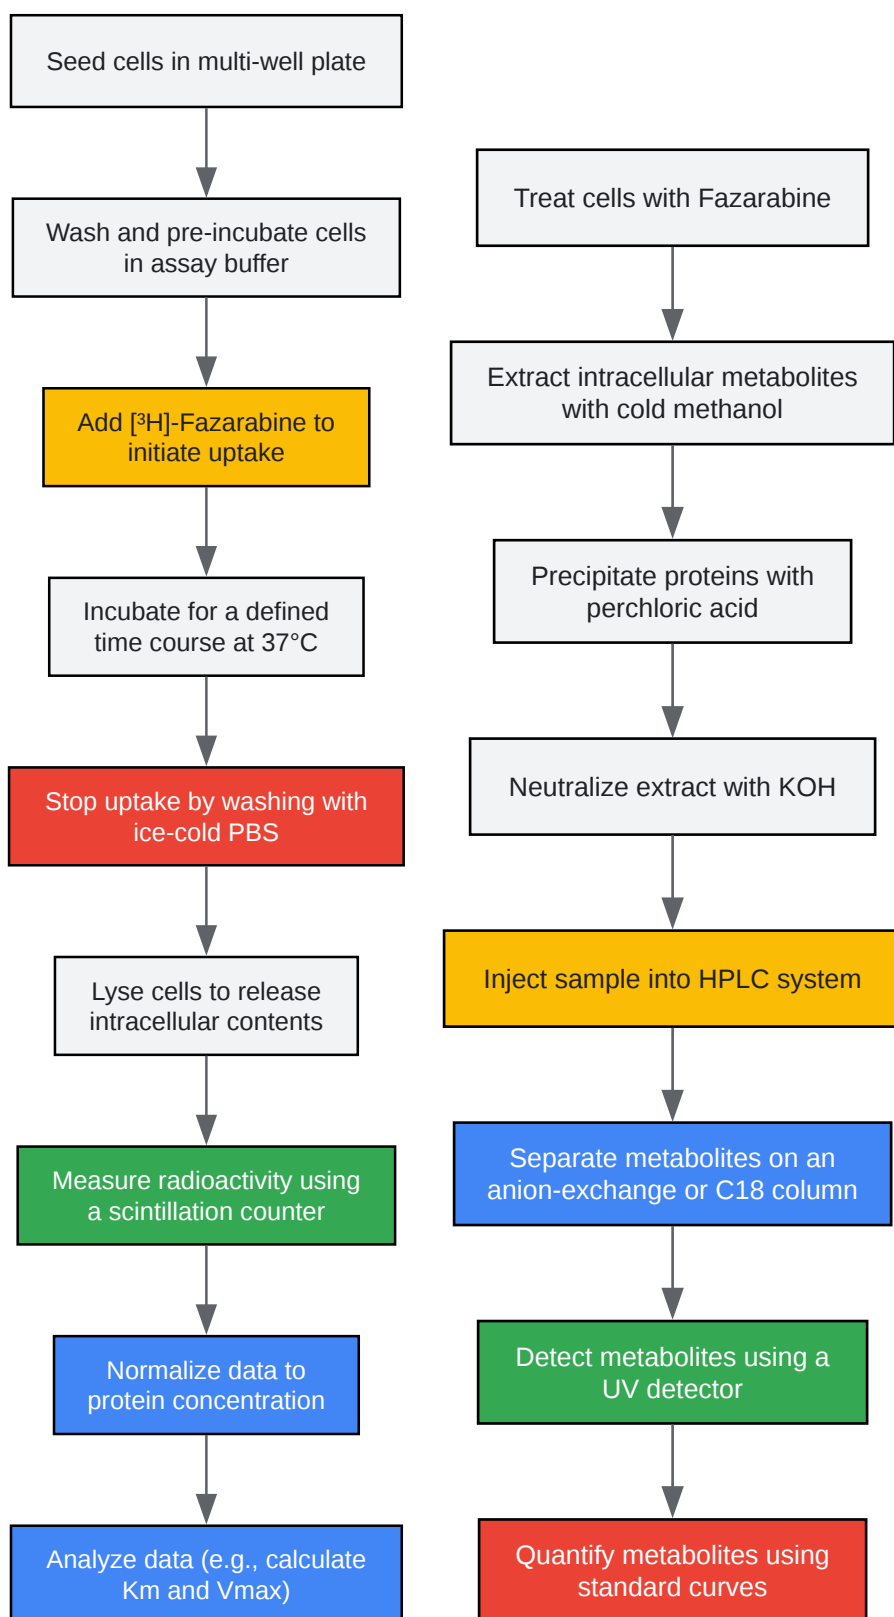 Seed cells in multi-well plate
Wash and pre-incubate cells
in assay buffer
Add [³H]-Fazarabine to
initiate uptake
Incubate for a defined
time course at 37°C
Stop uptake by washing with
ice-cold PBS
Lyse cells to release
intracellular contents
Measure radioactivity using
a scintillation counter
Normalize data to
protein concentration
Analyze data (e.g., calculate
Km and Vmax)
Treat cells with Fazarabine
Extract intracellular metabolites
with cold methanol
Precipitate proteins with
perchloric acid
Neutralize extract with KOH
Inject sample into HPLC system
Separate metabolites on an
anion-exchange or C18 column
Detect metabolites using a
UV detector
Quantify metabolites using
standard curves